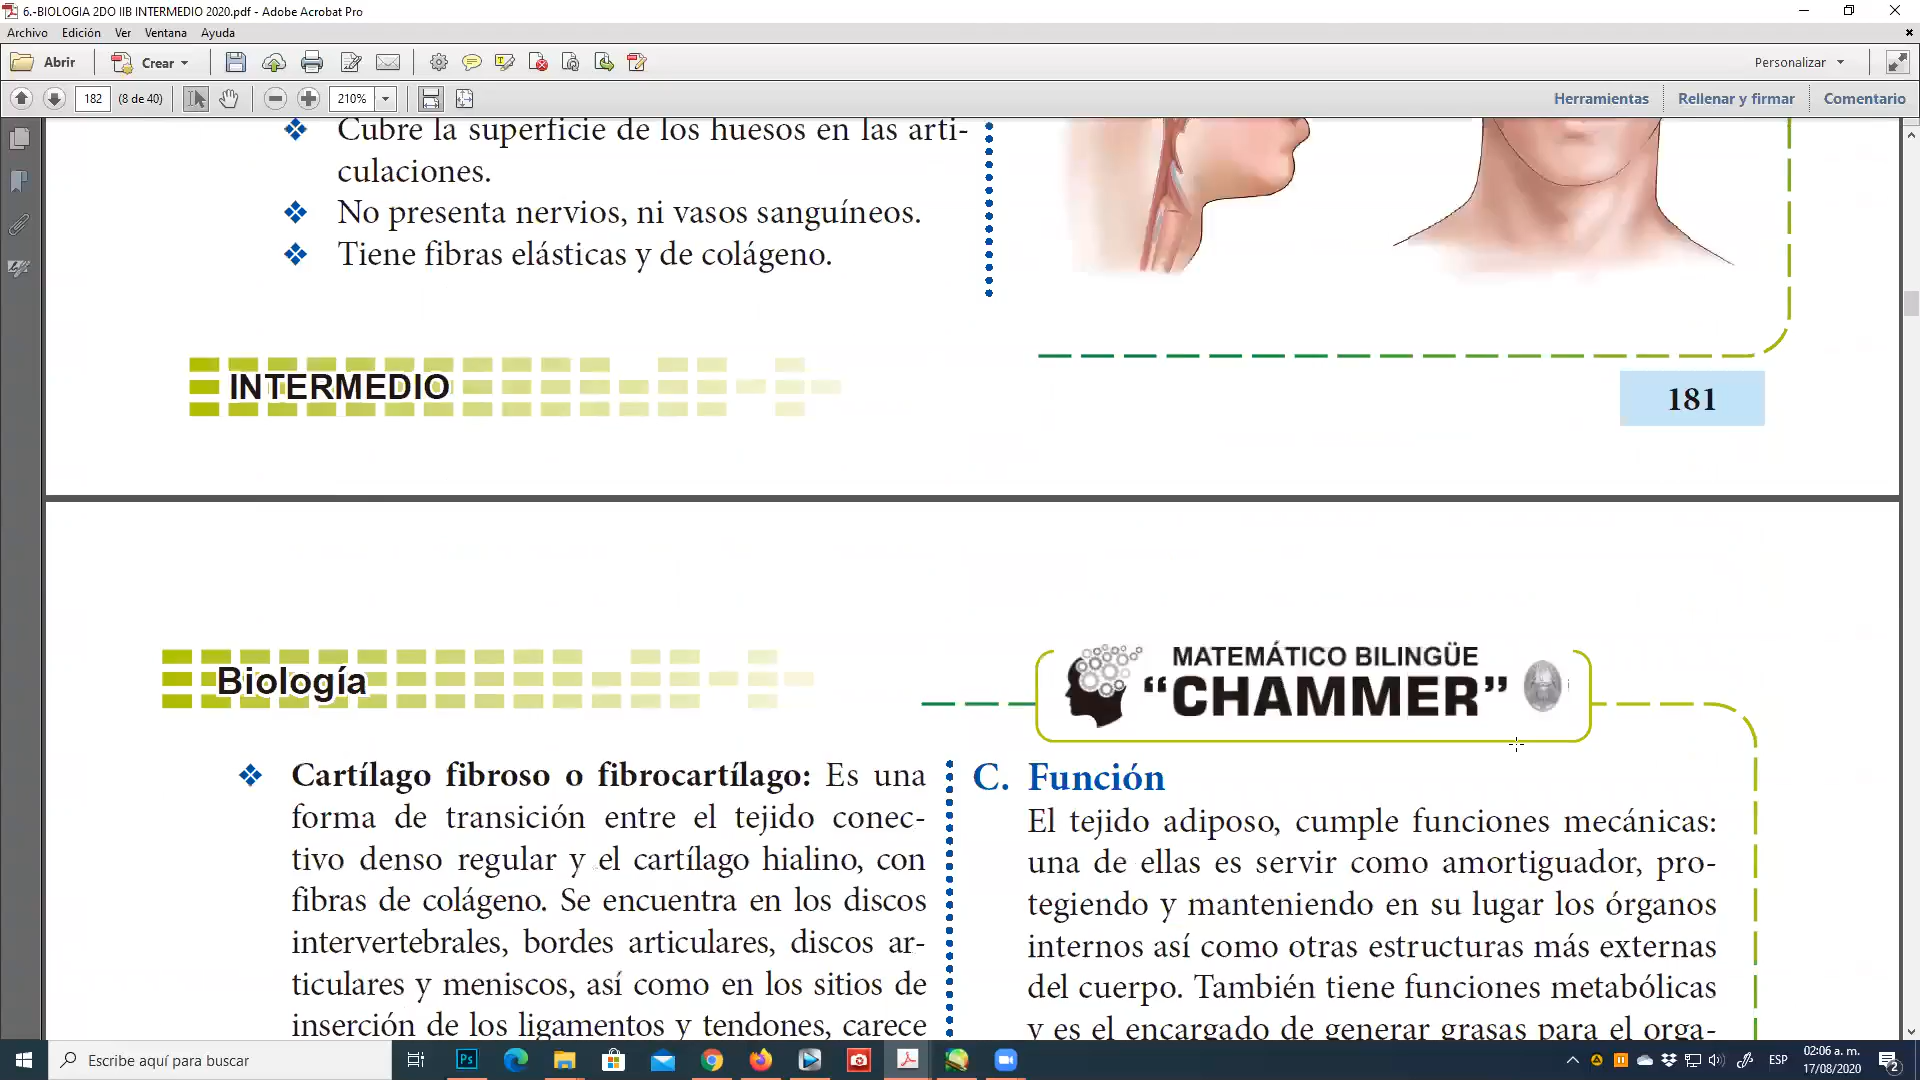 6.-BIOLOGIA 2DO IIB INTERMEDIO 2020.pdf - Adobe Acrobat Pro
Archivo Edición Ver Ventana Ayuda
Abrir Crear Personalizar
182 (8 de 40) 210% Herramientas Rellenar y firmar Comentario
Cubre la superficie de los huesos en las arti-
culaciones.
No presenta nervios, ni vasos sanguíneos.
Tiene fibras elásticas y de colágeno.
INTERMEDIO
181
Biología
MATEMÁTICO BILINGÜE
“CHAMMER”
Cartílago fibroso o fibrocartílago: Es una
forma de transición entre el tejido conec-
tivo denso regular y el cartílago hialino, con
fibras de colágeno. Se encuentra en los discos
intervertebrales, bordes articulares, discos ar-
ticulares y meniscos, así como en los sitios de
inserción de los ligamentos y tendones, carece
C. Función
El tejido adiposo, cumple funciones mecánicas:
una de ellas es servir como amortiguador, pro-
tegiendo y manteniendo en su lugar los órganos
internos así como otras estructuras más externas
del cuerpo. También tiene funciones metabólicas
y es el encargado de generar grasas para el orga-
Escribe aquí para buscar
Ps
ESP
02:06 a. m.
17/08/2020
2